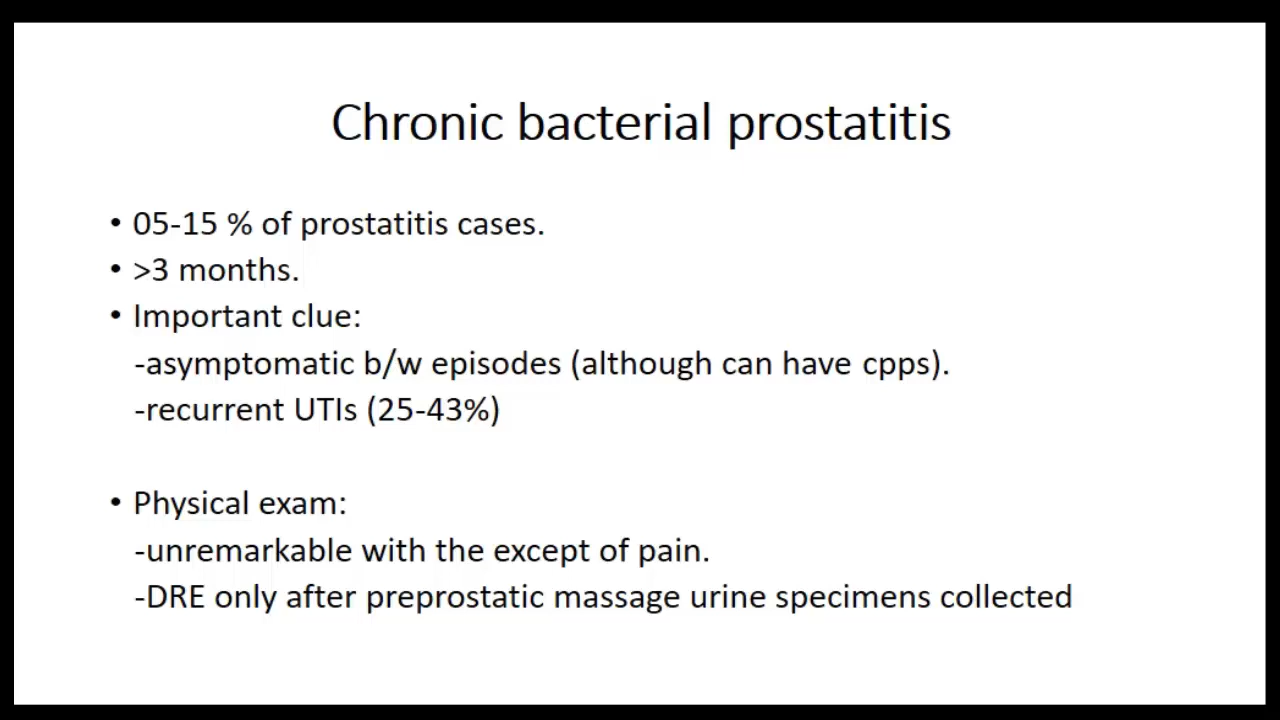 Chronic bacterial prostatitis
• 05-15 % of prostatitis cases.
• >3 months.
• Important clue:
-asymptomatic b/w episodes (although can have cpps).
-recurrent UTIs (25-43%)
• Physical exam:
-unremarkable with the except of pain.
-DRE only after preprostatic massage urine specimens collected